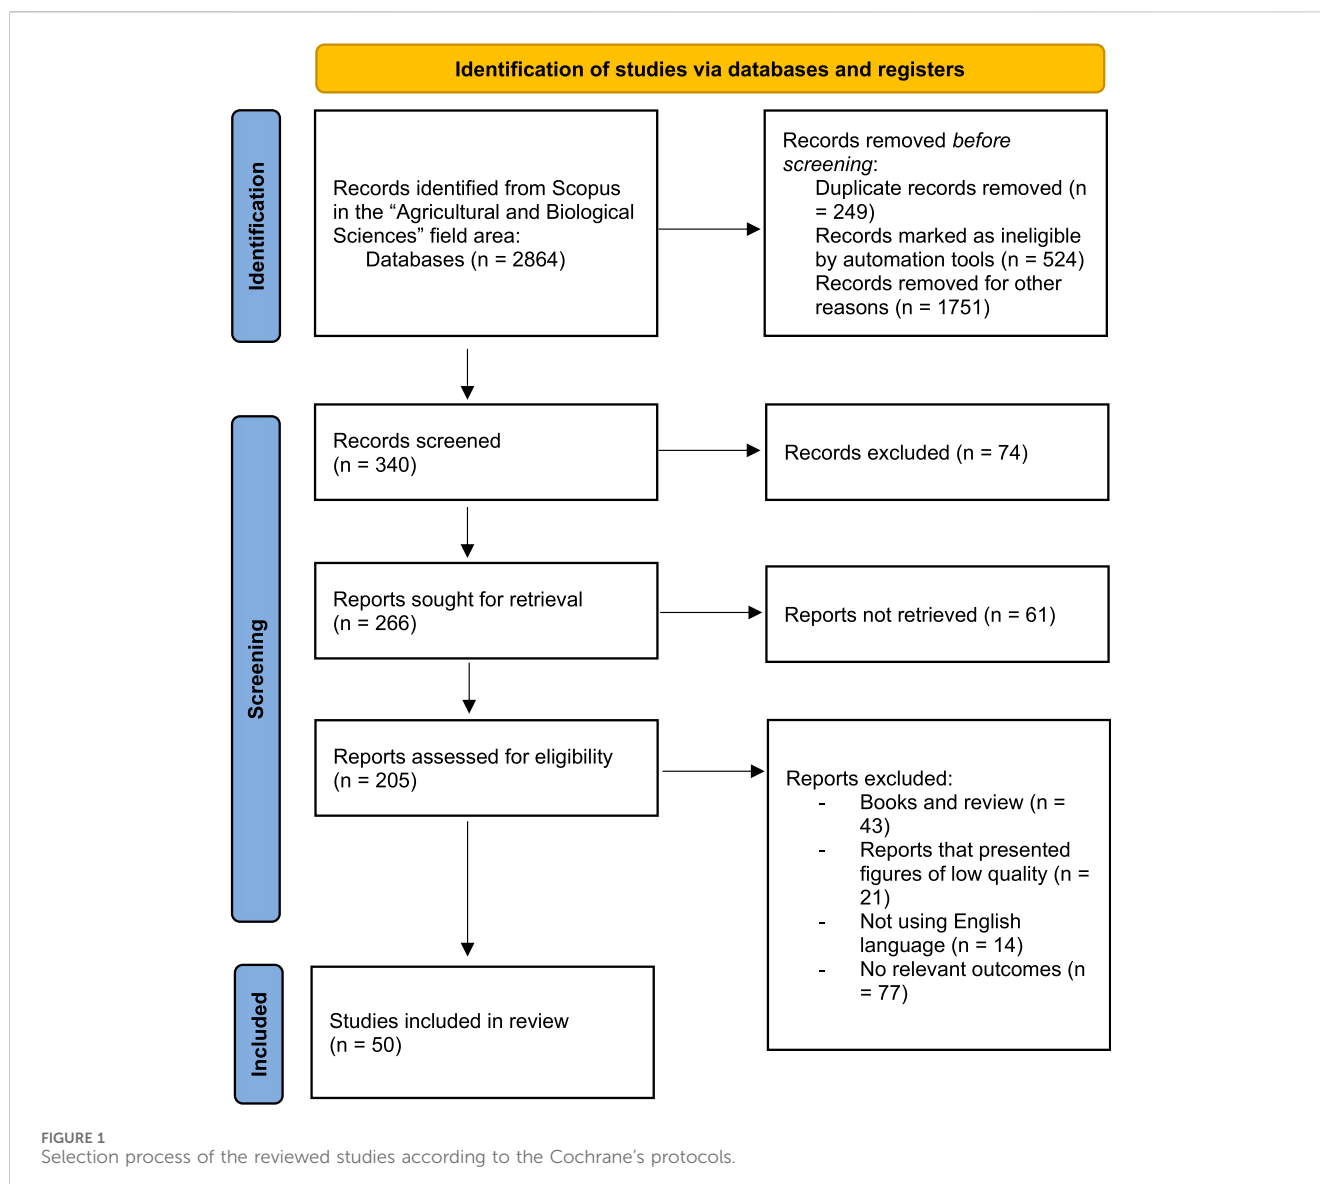 Identification of studies via databases and registers
Identification
Records identified from Scopus
in the “Agricultural and Biological
Sciences” field area:
Databases (n = 2864)
Records removed before
screening:
Duplicate records removed (n
= 249)
Records marked as ineligible
by automation tools (n = 524)
Records removed for other
reasons (n = 1751)
Screening
Records screened
(n = 340)
Records excluded (n = 74)
Reports sought for retrieval
(n = 266)
Reports not retrieved (n = 61)
Reports assessed for eligibility
(n = 205)
Reports excluded:
- Books and review (n =
43)
- Reports that presented
figures of low quality (n =
21)
- Not using English
language (n = 14)
- No relevant outcomes (n
= 77)
Included
Studies included in review
(n = 50)
FIGURE 1
Selection process of the reviewed studies according to the Cochrane’s protocols.